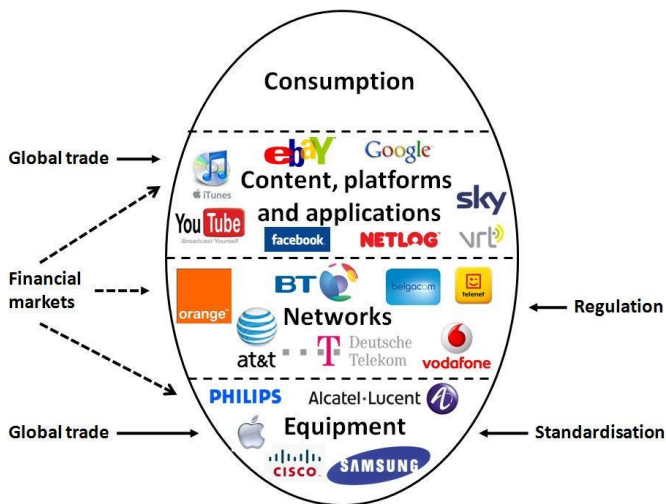 Consumption
Global trade
ebaY
Google
iTunes
Content, platforms
and applications
sky
YouTube
Broadcast Yourself
facebook
NETLOG
vrt
Financial
markets
orange
BT
belgacom
telenet
Networks
Regulation
at&t
T Deutsche
Telekom
vodafone
PHILIPS
Alcatel·Lucent
Global trade
Equipment
Standardisation
CISCO
SAMSUNG